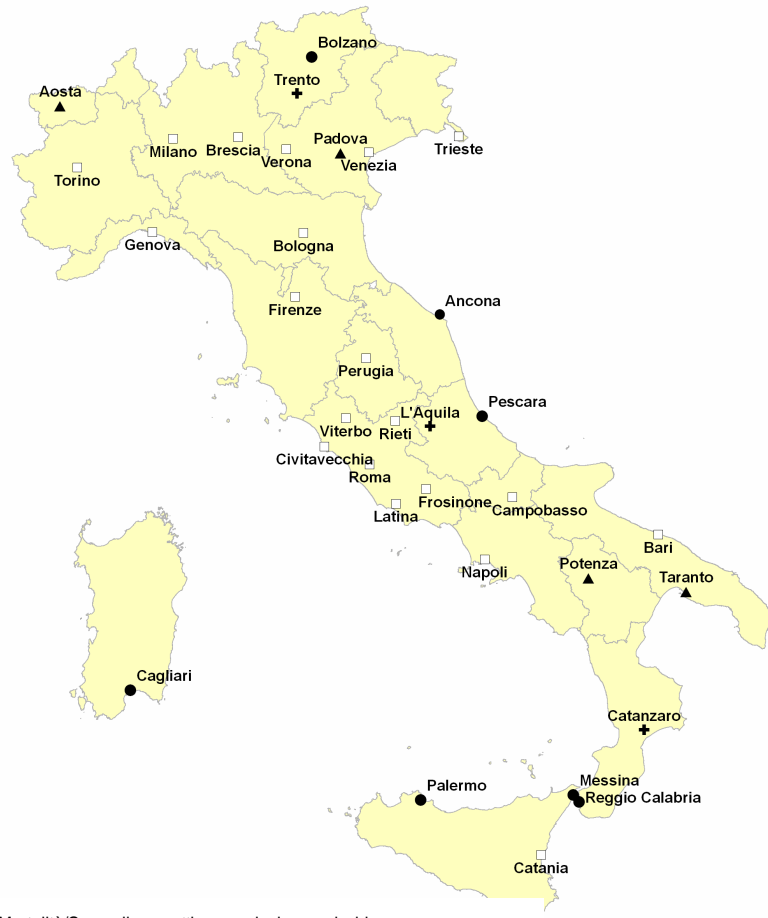 Bolzano
Trento
Aosta
Padova
Milano
Brescia
Verona
Venezia
Trieste
Torino
Genova
Bologna
Ancona
Firenze
Perugia
Pescara
L'Aquila
Viterbo
Rieti
Civitavecchia
Roma
Frosinone
Campobasso
Latina
Bari
Napoli
Potenza
Taranto
Cagliari
Catanzaro
Messina
Palermo
Reggio Calabria
Catania